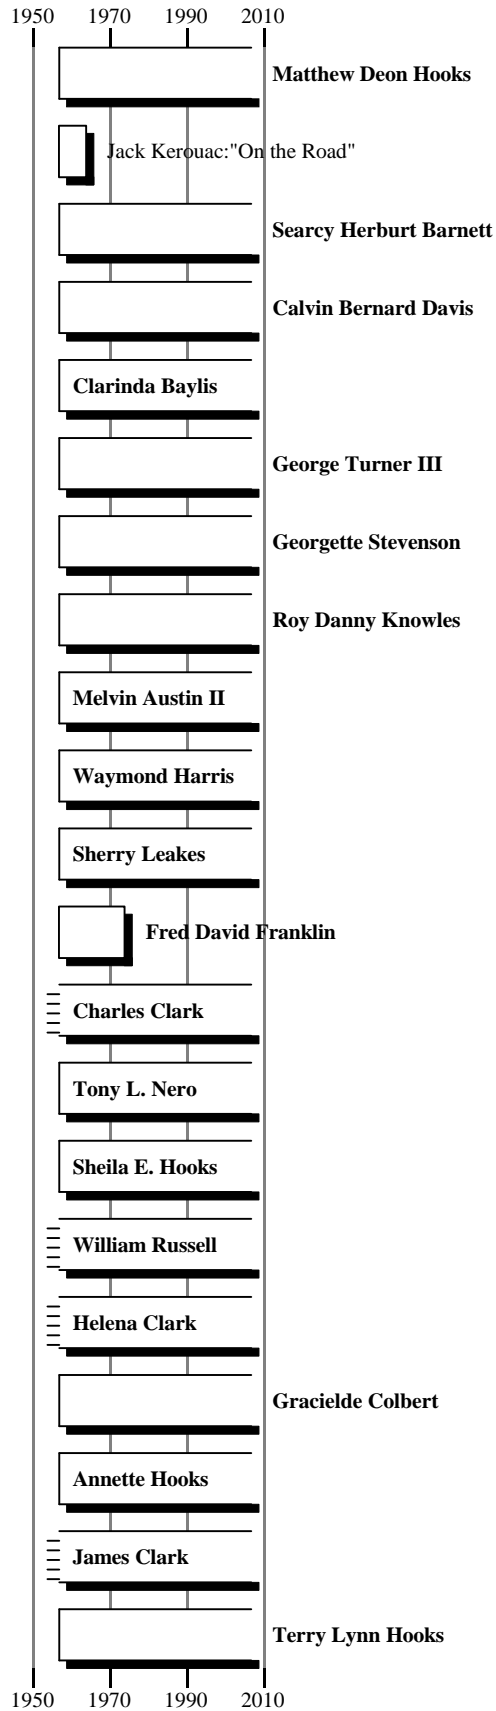 1950 1970 1990 2010
Matthew Deon Hooks
Jack Kerouac:"On the Road"
Searcy Herburt Barnett
Calvin Bernard Davis
Clarinda Baylis
George Turner III
Georgette Stevenson
Roy Danny Knowles
Melvin Austin II
Waymond Harris
Sherry Leakes
Fred David Franklin
Charles Clark
Tony L. Nero
Sheila E. Hooks
William Russell
Helena Clark
Gracielde Colbert
Annette Hooks
James Clark
Terry Lynn Hooks
1950 1970 1990 2010